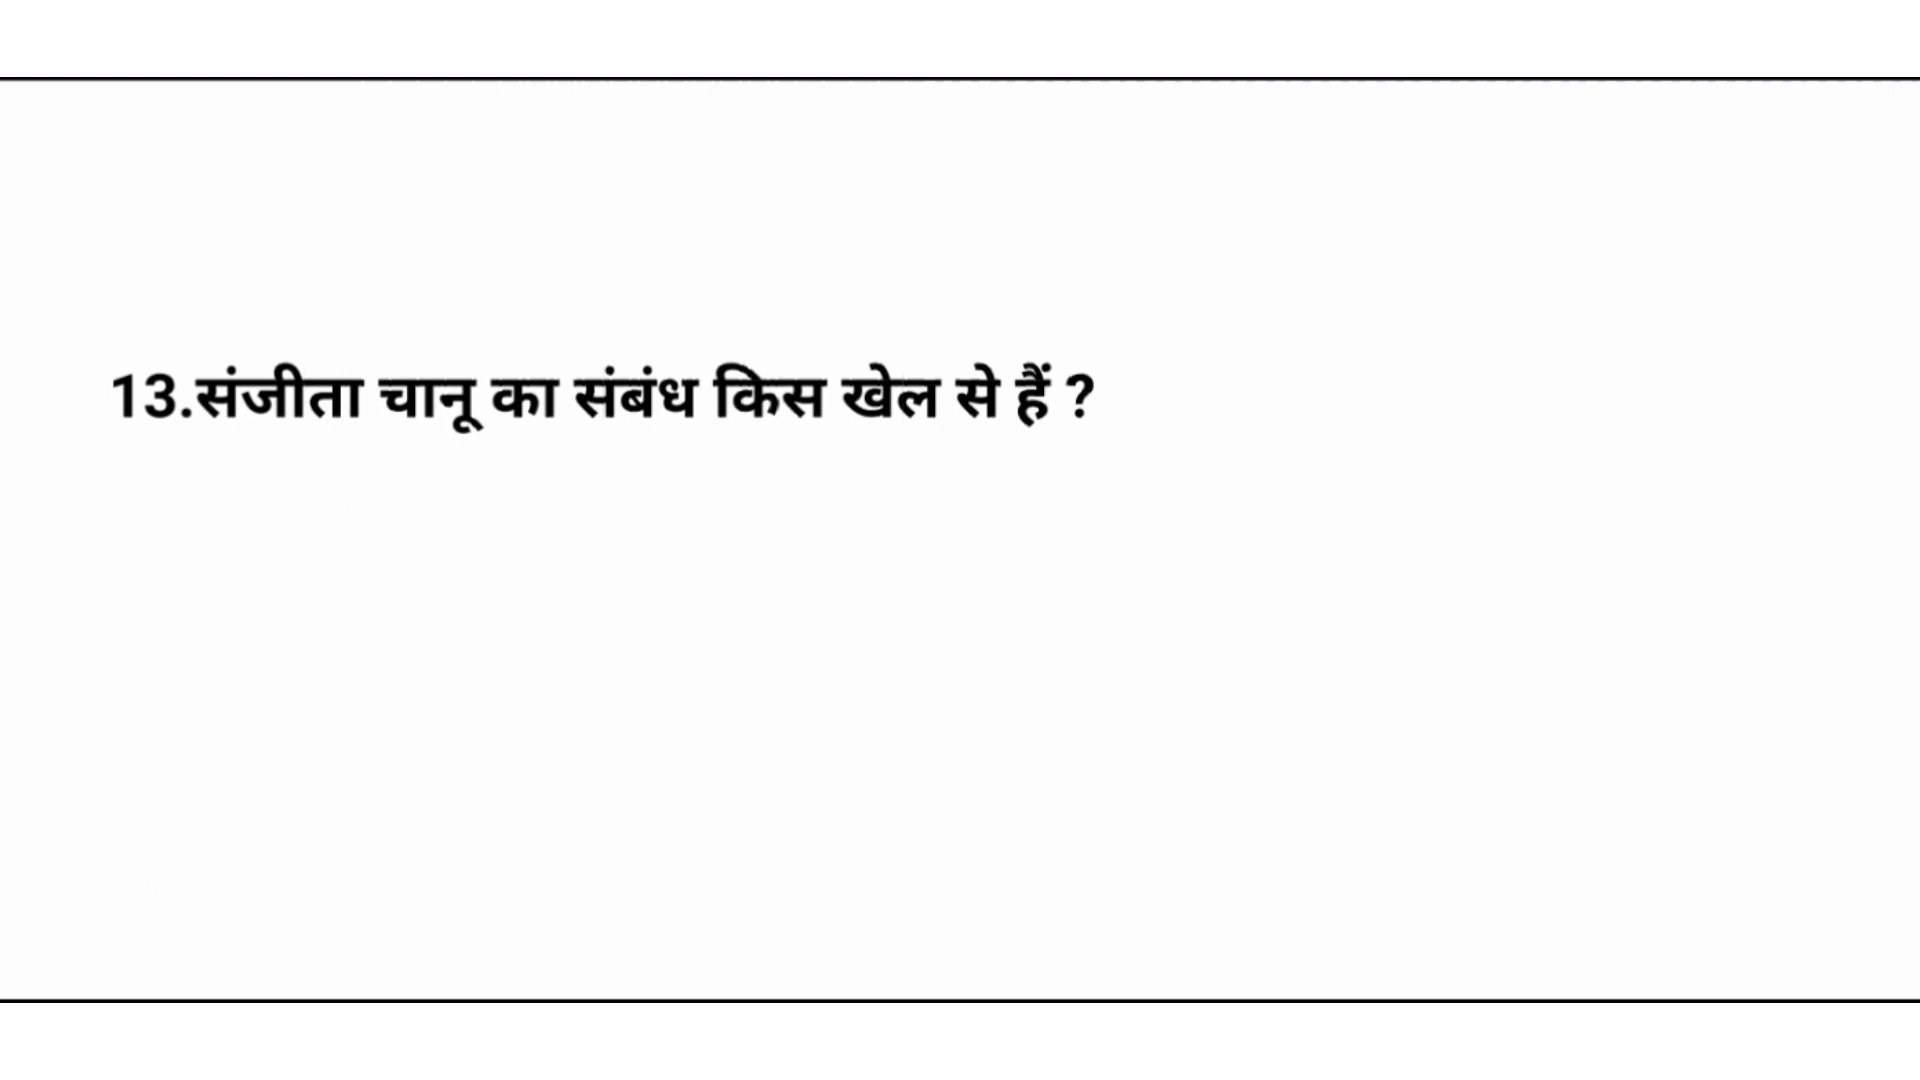 13.संजीता चानू का संबंध किस खेल से हैं ?